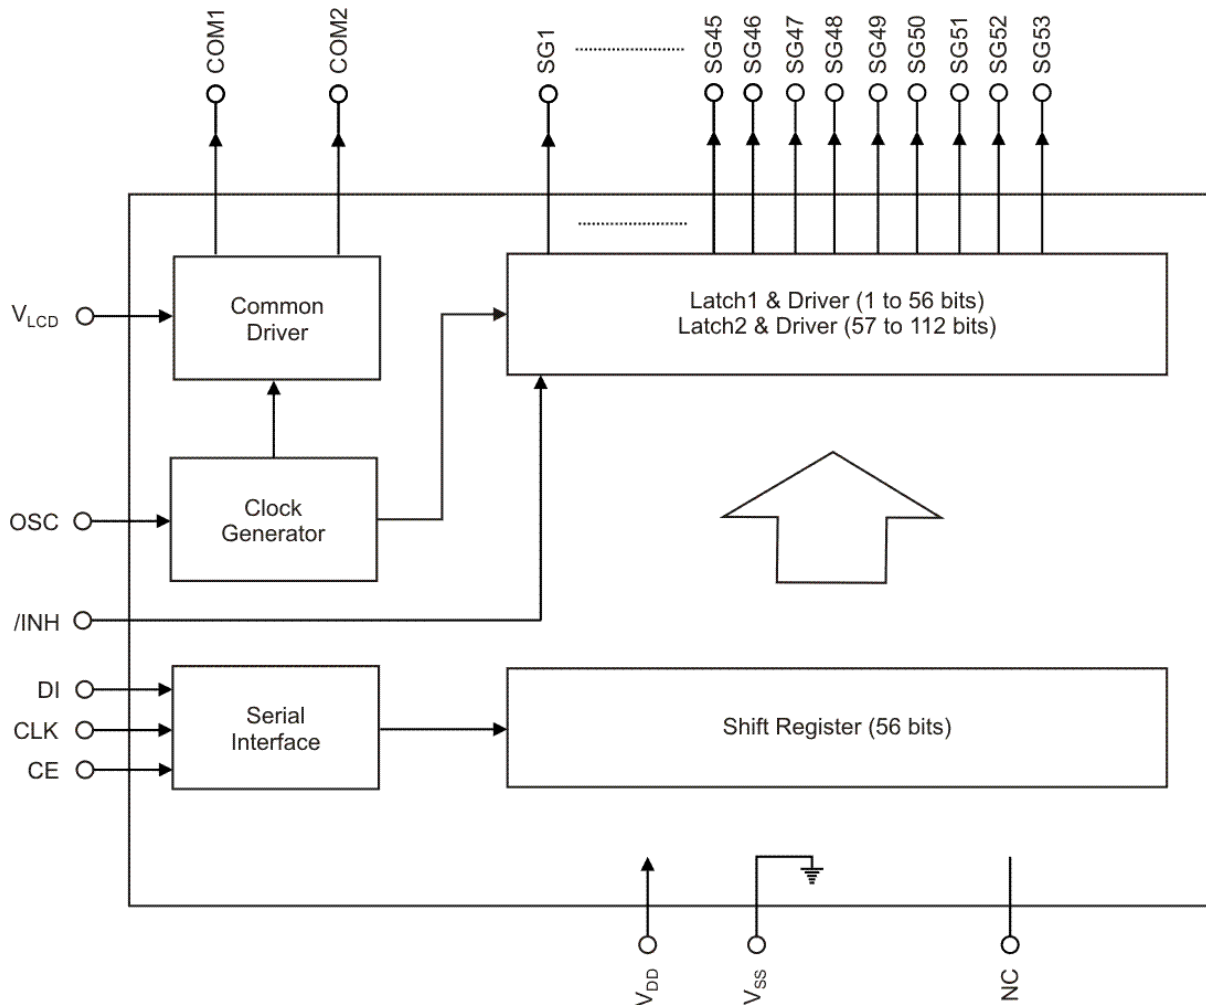 COM1
COM2
SG1
SG45
SG46
SG47
SG48
SG49
SG50
SG51
SG52
SG53
VLCD
Common
Driver
Latch1 & Driver (1 to 56 bits)
Latch2 & Driver (57 to 112 bits)
OSC
Clock
Generator
/INH
DI
CLK
CE
Serial
Interface
Shift Register (56 bits)
VDD
VSS
NC